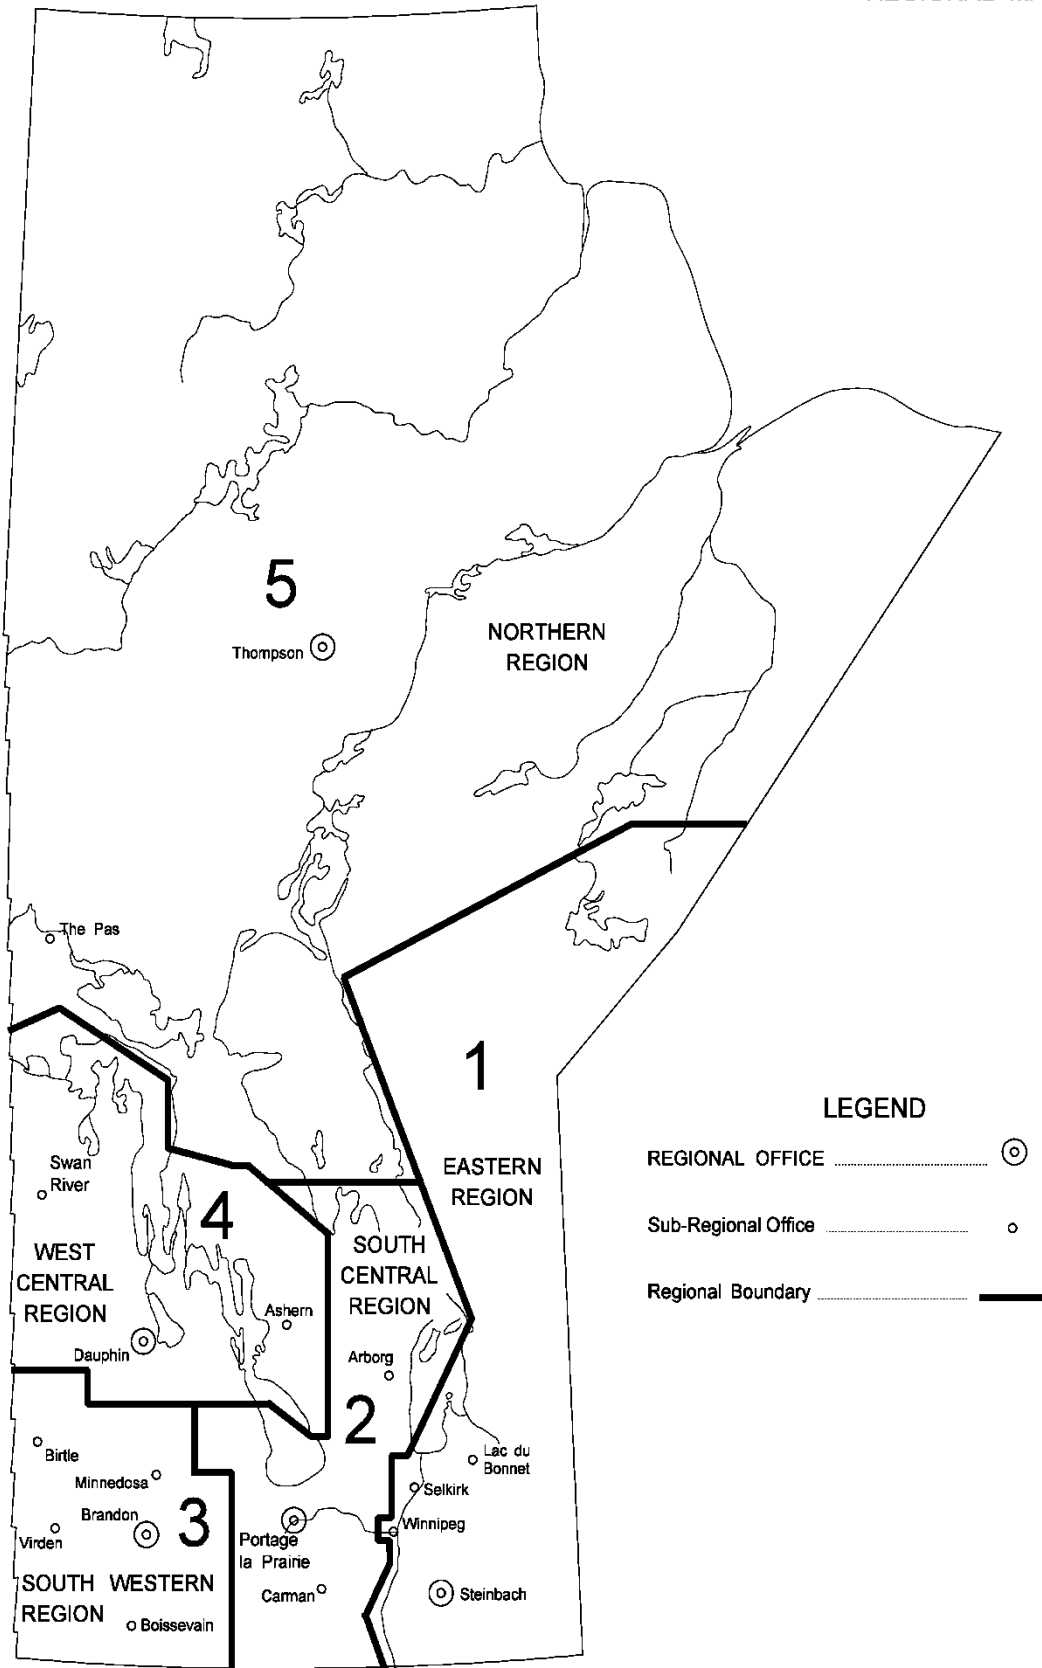 5
Thompson
NORTHERN
REGION
The Pas
1
EASTERN
REGION
Swan
River
4
WEST
CENTRAL
REGION
SOUTH
CENTRAL
REGION
Ashern
Dauphin
Arborg
2
Birtle
Minnedosa
Brandon
3
Virden
SOUTH WESTERN
REGION
Boissevain
Portage
la Prairie
Carman
Lac du
Bonnet
Selkirk
Winnipeg
Steinbach
LEGEND
REGIONAL OFFICE
Sub-Regional Office
Regional Boundary